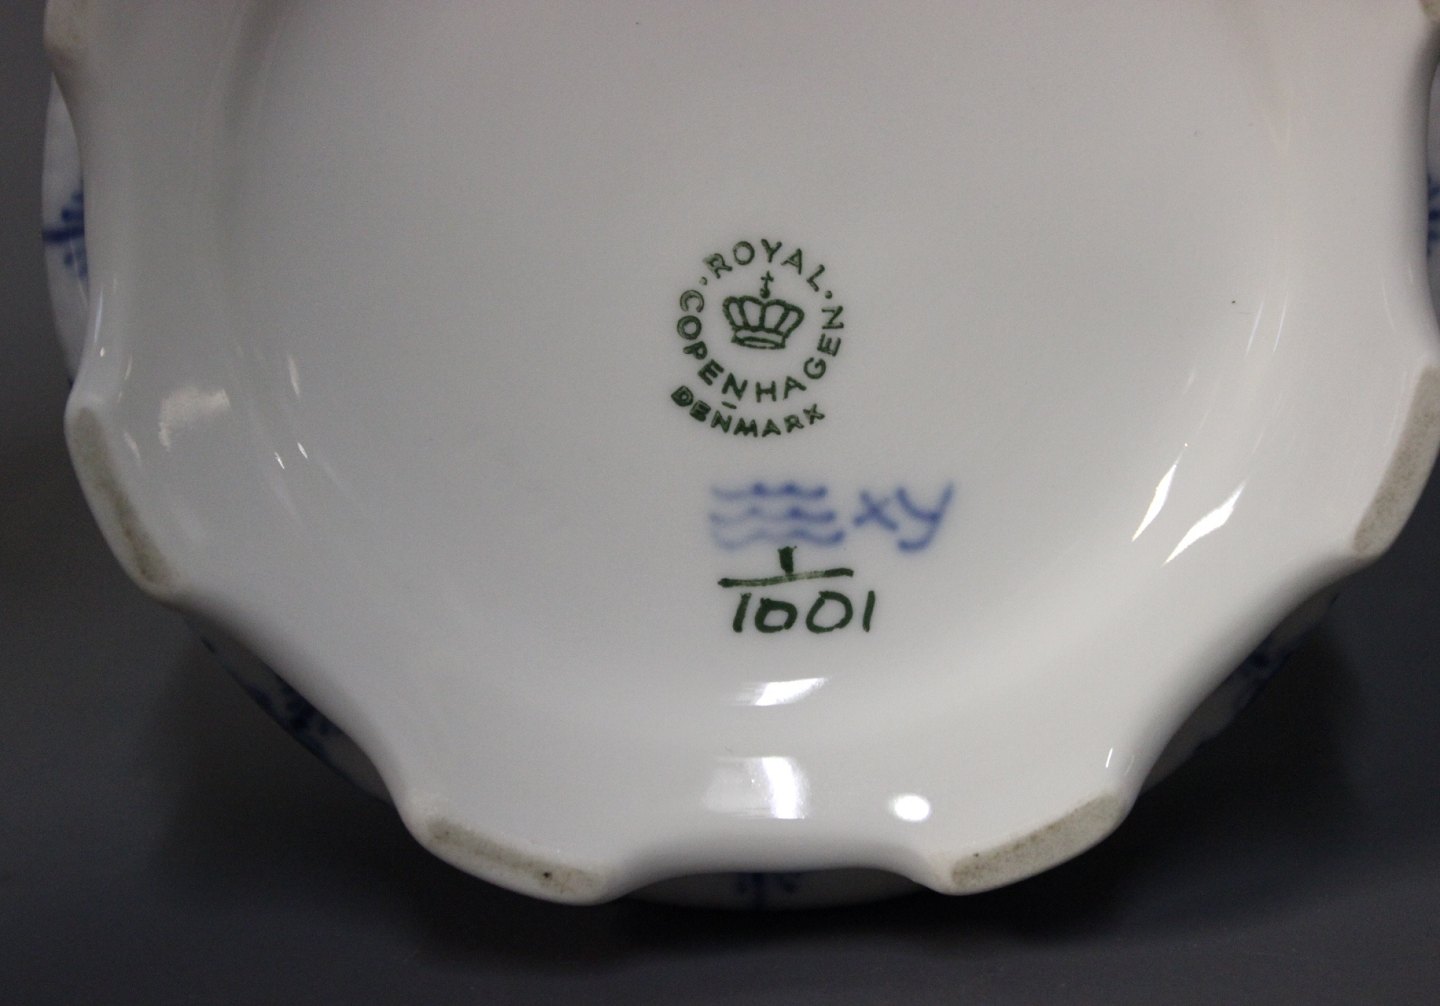 ROYAL
COPENHAGEN
DENMARK
xy
1
1001